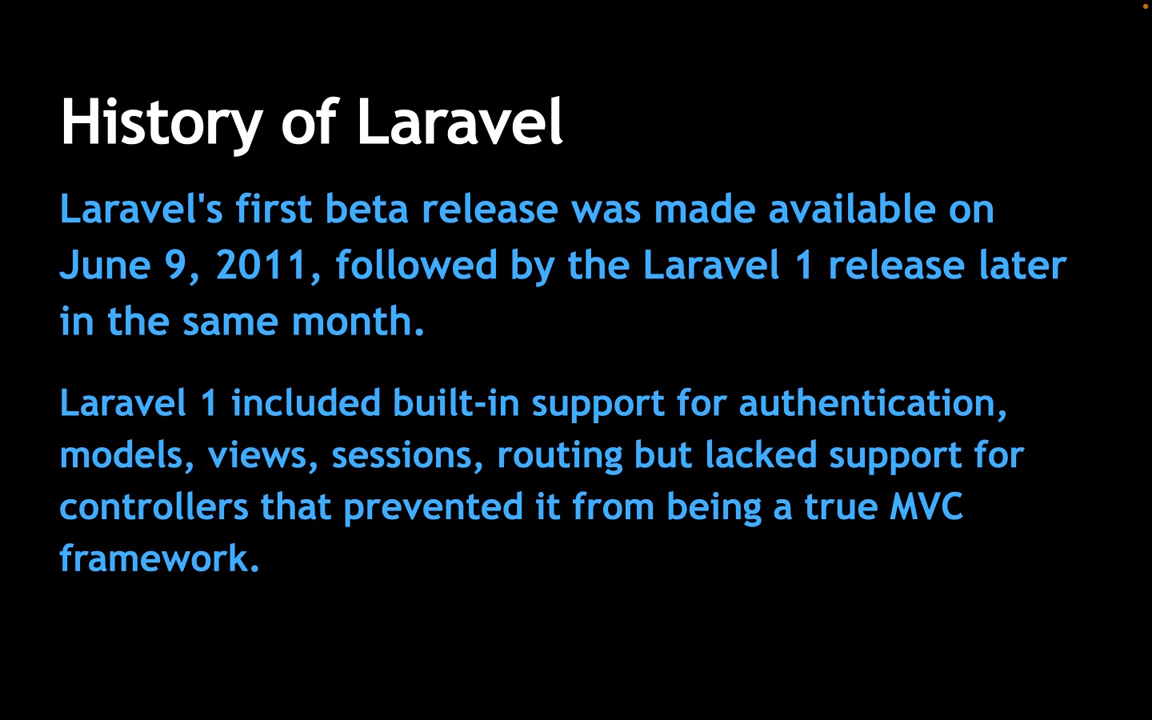 History of Laravel
Laravel's first beta release was made available on
June 9, 2011, followed by the Laravel 1 release later
in the same month.
Laravel 1 included built-in support for authentication,
models, views, sessions, routing but lacked support for
controllers that prevented it from being a true MVC
framework.